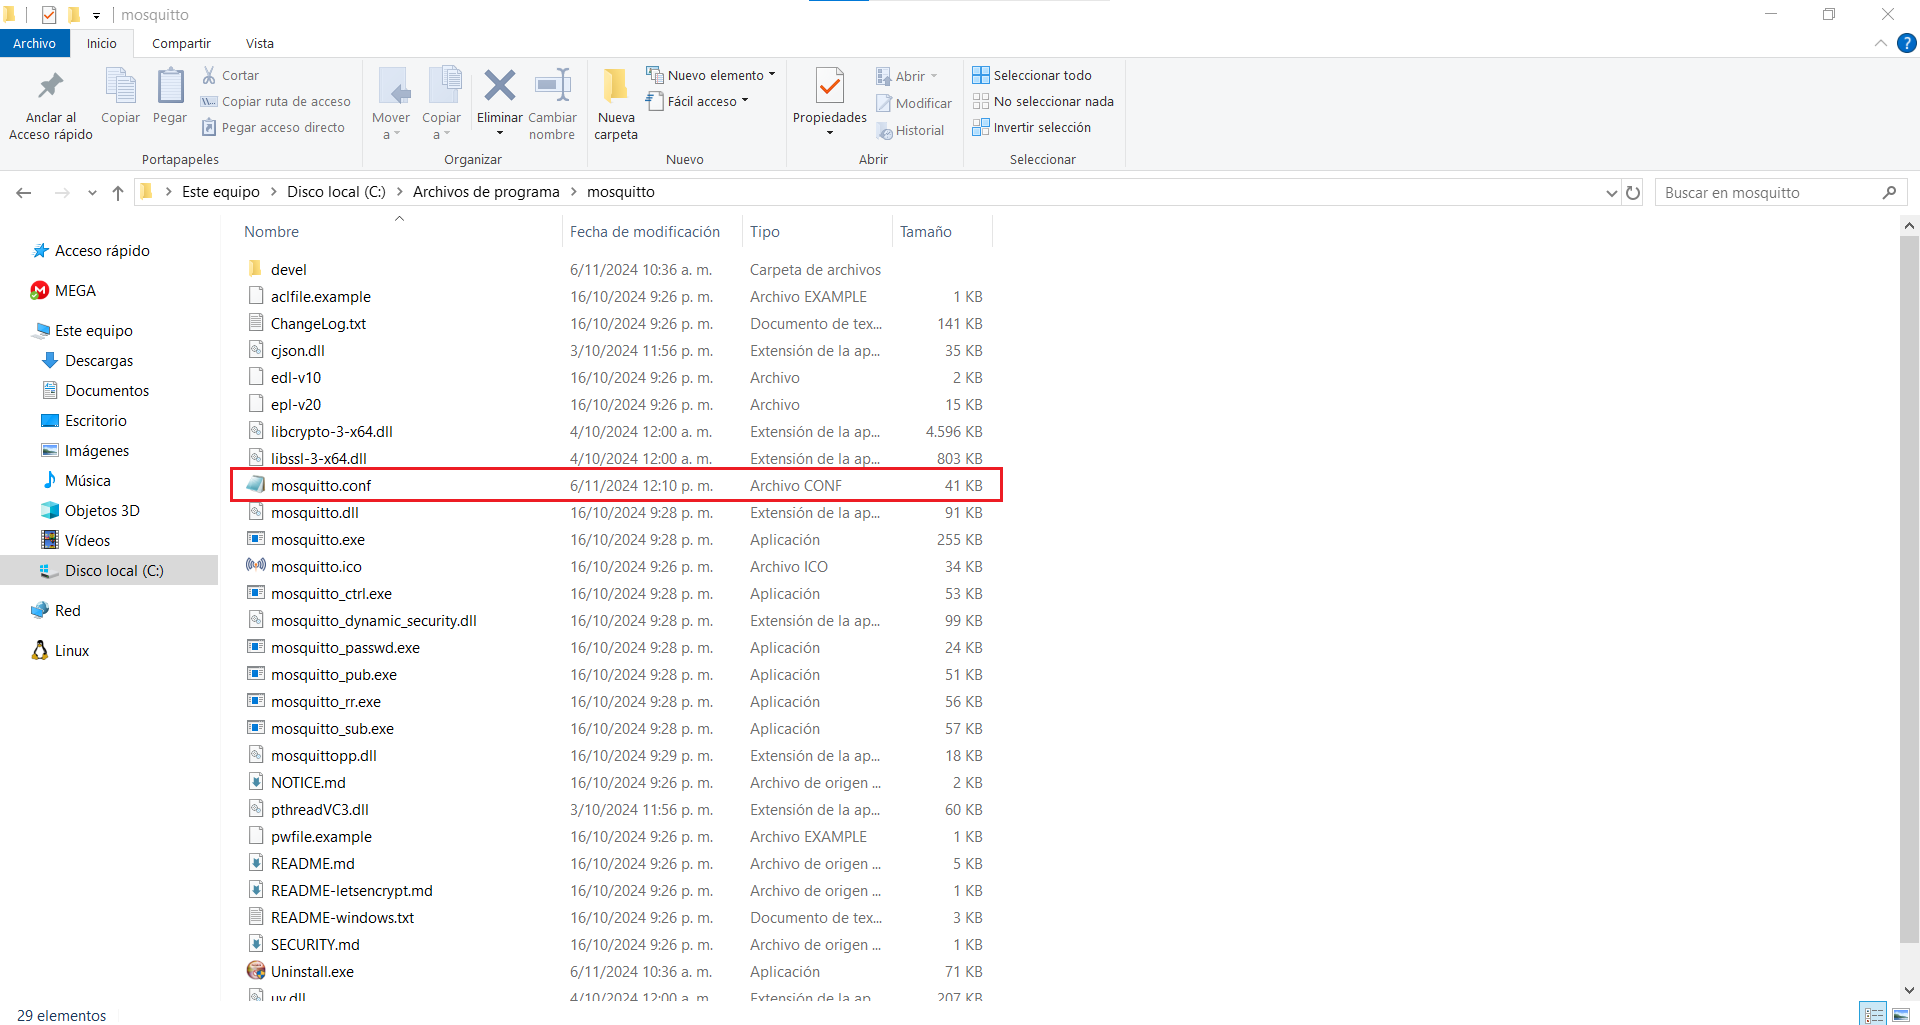 mosquitto
Archivo Inicio Compartir Vista
Anclar al Acceso rápido
Copiar
Pegar
Cortar
Copiar ruta de acceso
Pegar acceso directo
Portapapeles
Mover a
Copiar a
Eliminar
Cambiar nombre
Organizar
Nueva carpeta
Nuevo elemento
Fácil acceso
Nuevo
Propiedades
Abrir
Modificar
Historial
Abrir
Seleccionar todo
No seleccionar nada
Invertir selección
Seleccionar
Este equipo Disco local (C:) Archivos de programa mosquitto
Buscar en mosquitto
Acceso rápido
MEGA
Este equipo
Descargas
Documentos
Escritorio
Imágenes
Música
Objetos 3D
Vídeos
Disco local (C:)
Red
Linux
Nombre Fecha de modificación Tipo Tamaño
devel 6/11/2024 10:36 a. m. Carpeta de archivos
aclfile.example 16/10/2024 9:26 p. m. Archivo EXAMPLE 1 KB
ChangeLog.txt 16/10/2024 9:26 p. m. Documento de tex... 141 KB
cjson.dll 3/10/2024 11:56 p. m. Extensión de la ap... 35 KB
edl-v10 16/10/2024 9:26 p. m. Archivo 2 KB
epl-v20 16/10/2024 9:26 p. m. Archivo 15 KB
libcrypto-3-x64.dll 4/10/2024 12:00 a. m. Extensión de la ap... 4.596 KB
libssl-3-x64.dll 4/10/2024 12:00 a. m. Extensión de la ap... 803 KB
mosquitto.conf 6/11/2024 12:10 p. m. Archivo CONF 41 KB
mosquitto.dll 16/10/2024 9:28 p. m. Extensión de la ap... 91 KB
mosquitto.exe 16/10/2024 9:28 p. m. Aplicación 255 KB
mosquitto.ico 16/10/2024 9:26 p. m. Archivo ICO 34 KB
mosquitto_ctrl.exe 16/10/2024 9:28 p. m. Aplicación 53 KB
mosquitto_dynamic_security.dll 16/10/2024 9:28 p. m. Extensión de la ap... 99 KB
mosquitto_passwd.exe 16/10/2024 9:28 p. m. Aplicación 24 KB
mosquitto_pub.exe 16/10/2024 9:28 p. m. Aplicación 51 KB
mosquitto_rr.exe 16/10/2024 9:28 p. m. Aplicación 56 KB
mosquitto_sub.exe 16/10/2024 9:28 p. m. Aplicación 57 KB
mosquittopp.dll 16/10/2024 9:29 p. m. Extensión de la ap... 18 KB
NOTICE.md 16/10/2024 9:26 p. m. Archivo de origen ... 2 KB
pthreadVC3.dll 3/10/2024 11:56 p. m. Extensión de la ap... 60 KB
pwfile.example 16/10/2024 9:26 p. m. Archivo EXAMPLE 1 KB
README.md 16/10/2024 9:26 p. m. Archivo de origen ... 5 KB
README-letsencrypt.md 16/10/2024 9:26 p. m. Archivo de origen ... 1 KB
README-windows.txt 16/10/2024 9:26 p. m. Documento de tex... 3 KB
SECURITY.md 16/10/2024 9:26 p. m. Archivo de origen ... 1 KB
Uninstall.exe 6/11/2024 10:36 a. m. Aplicación 71 KB
uv.dll 4/10/2024 12:00 a. m. Extensión de la ap... 207 KB
29 elementos